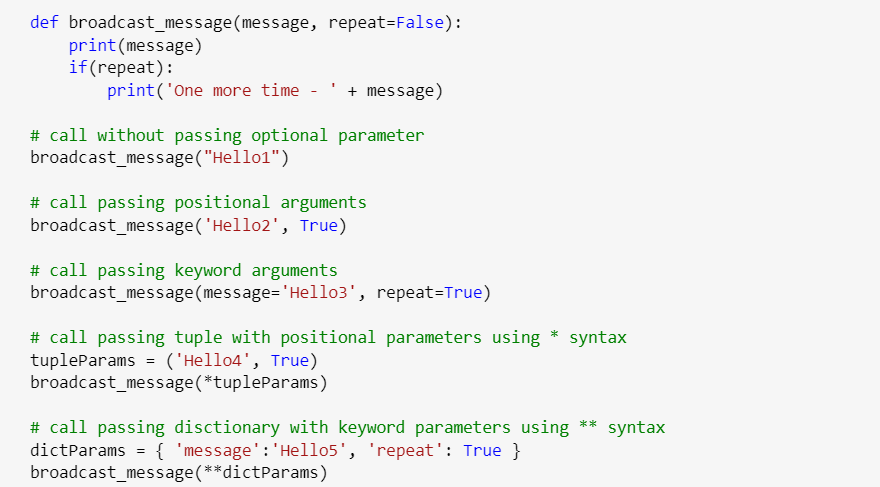 def broadcast_message(message, repeat=False):
    print(message)
    if(repeat):
        print('One more time - ' + message)

# call without passing optional parameter
broadcast_message("Hello1")

# call passing positional arguments
broadcast_message('Hello2', True)

# call passing keyword arguments
broadcast_message(message='Hello3', repeat=True)

# call passing tuple with positional parameters using * syntax
tupleParams = ('Hello4', True)
broadcast_message(*tupleParams)

# call passing disctionary with keyword parameters using ** syntax
dictParams = { 'message':'Hello5', 'repeat': True }
broadcast_message(**dictParams)